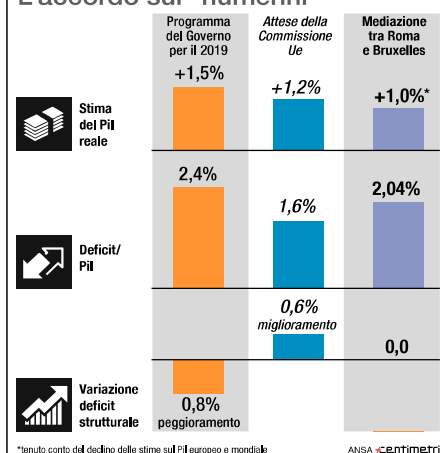 L'accordo sui "numerini"
Programma
del Governo
per il 2019
Attese della
Commissione
Ue
Mediazione
tra Roma
e Bruxelles
Stima
del Pil
reale
+1,5%
+1,2%
+1,0%*
Deficit/
Pil
2,4%
1,6%
2,04%
Variazione
deficit
strutturale
0,8%
peggioramento
0,6%
miglioramento
0,0
*tenuto conto del declino delle stime sul Pil europeo e mondiale
ANSA centimetri